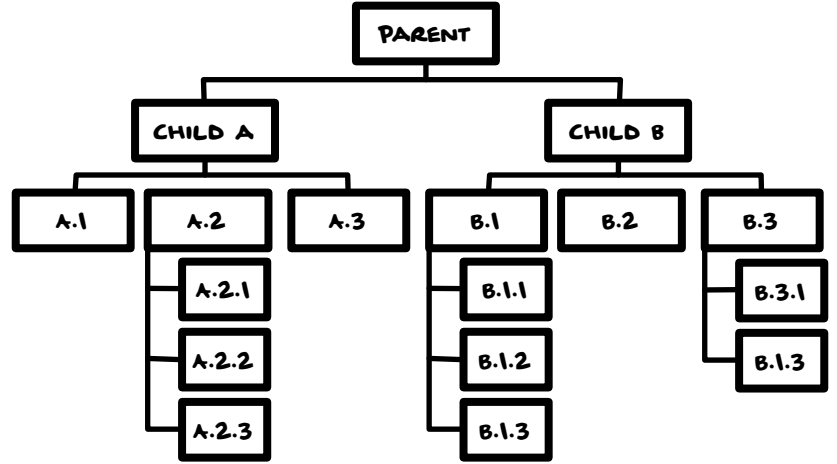 PARENT
CHILD A
CHILD B
A.1
A.2
A.3
B.1
B.2
B.3
A.2.1
B.1.1
B.3.1
A.2.2
B.1.2
B.1.3
A.2.3
B.1.3